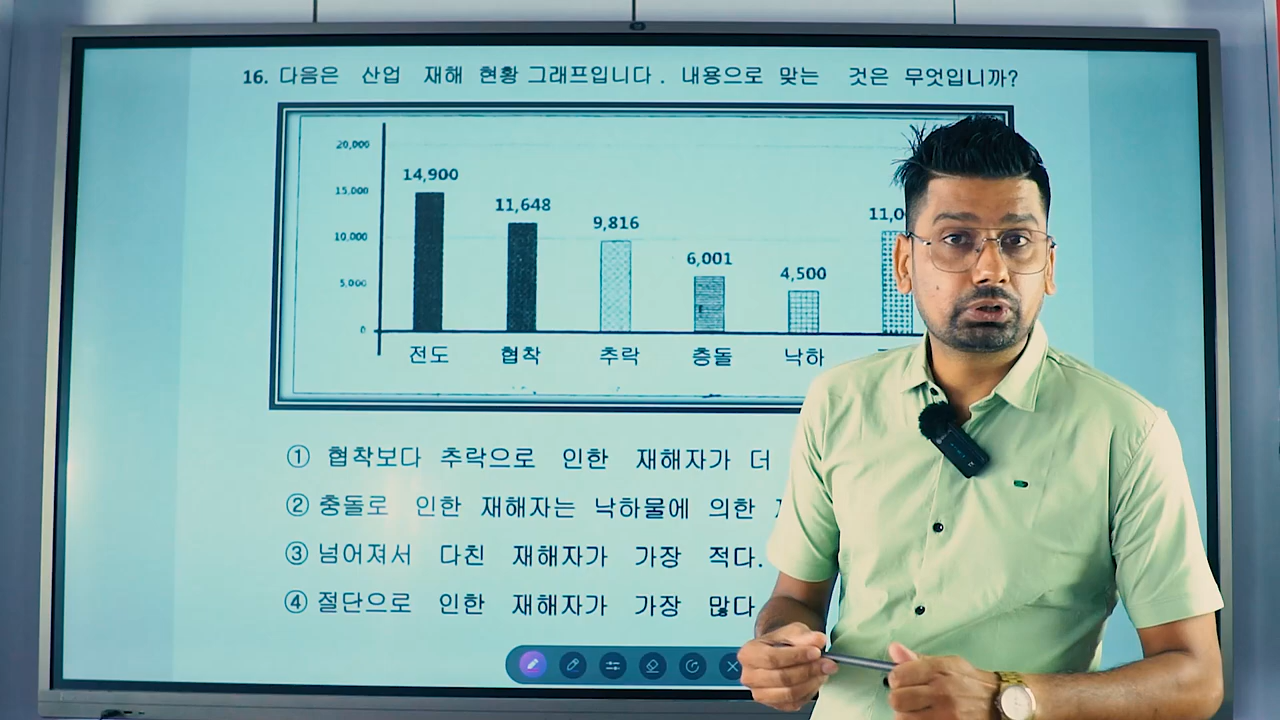 16. 다음은 산업 재해 현황 그래프입니다. 내용으로 맞는 것은 무엇입니까?
20,000
15,000
10,000
5,000
0
14,900
11,648
9,816
6,001
4,500
11,0
전도
협착
추락
충돌
낙하
① 협착보다 추락으로 인한 재해자가 더
② 충돌로 인한 재해자는 낙하물에 의한
③ 넘어져서 다친 재해자가 가장 적다.
④ 절단으로 인한 재해자가 가장 많다